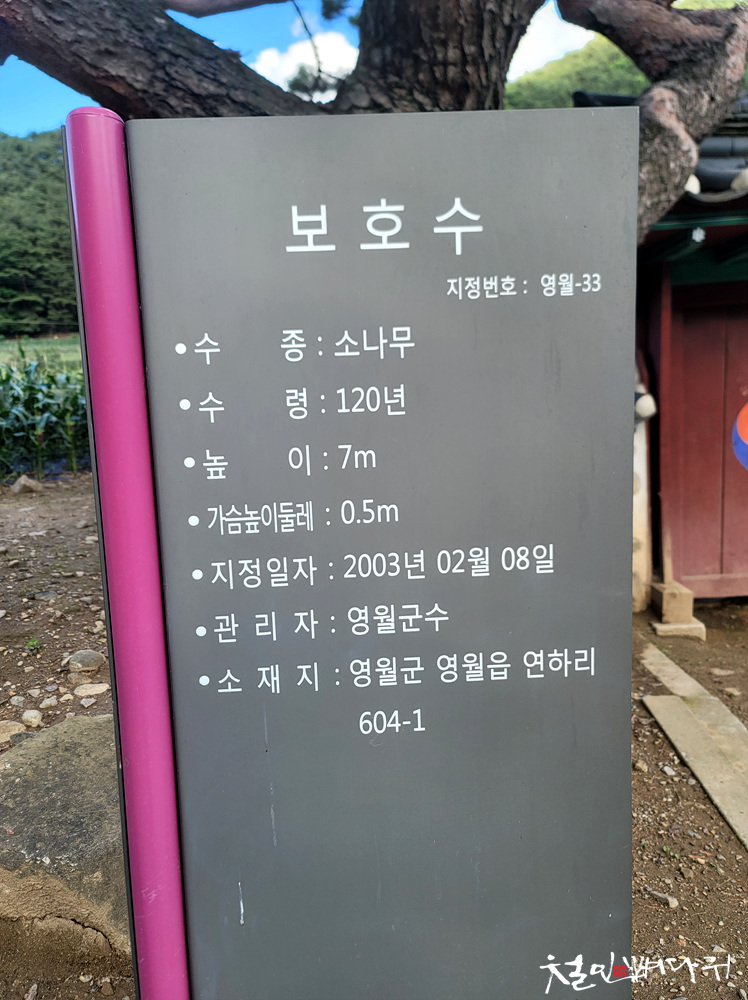 보호수
지정번호 : 영월-33
• 수 종 : 소나무
• 수 령 : 120년
• 높 이 : 7m
• 가슴높이둘레 : 0.5m
• 지정일자 : 2003년 02월 08일
• 관 리 자 : 영월군수
• 소 재 지 : 영월군 영월읍 연하리
604-1